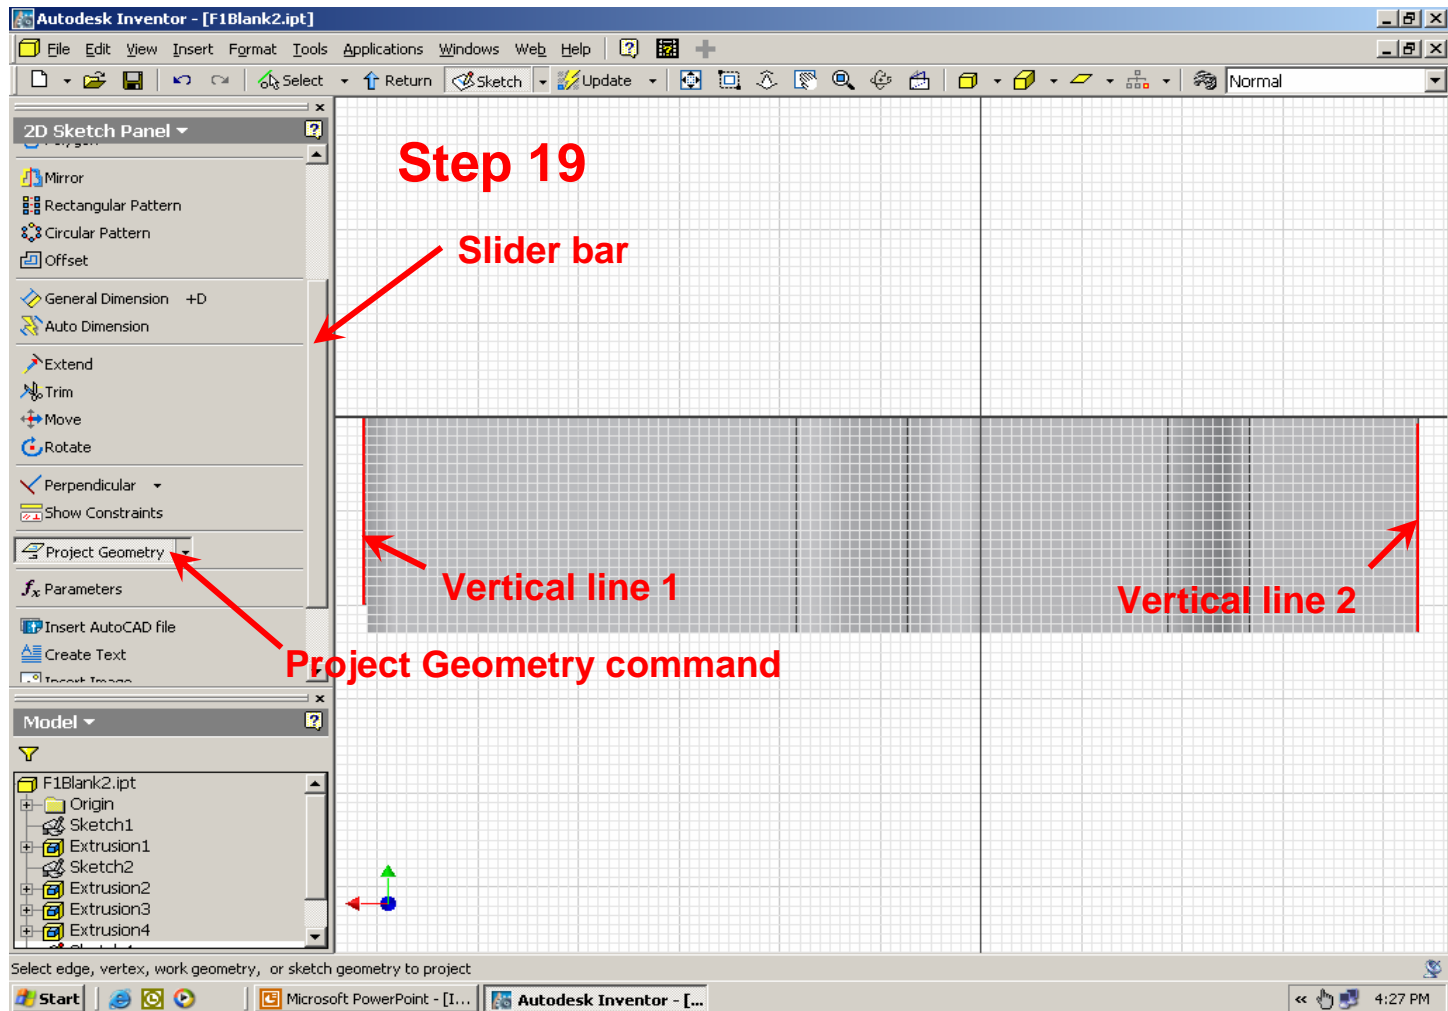 Autodesk Inventor - [F1Blank2.ipt]
File Edit View Insert Format Tools Applications Windows Web Help
Select Return Sketch Update Normal
2D Sketch Panel
Mirror
Rectangular Pattern
Circular Pattern
Offset
General Dimension +D
Auto Dimension
Extend
Trim
Move
Rotate
Perpendicular
Show Constraints
Project Geometry
fx Parameters
Insert AutoCAD file
Create Text
Insert Image
Step 19
Slider bar
Vertical line 1
Vertical line 2
Project Geometry command
Model
F1Blank2.ipt
Origin
Sketch1
Extrusion1
Sketch2
Extrusion2
Extrusion3
Extrusion4
Select edge, vertex, work geometry, or sketch geometry to project
Start
Microsoft PowerPoint - [I...
Autodesk Inventor - [...
4:27 PM